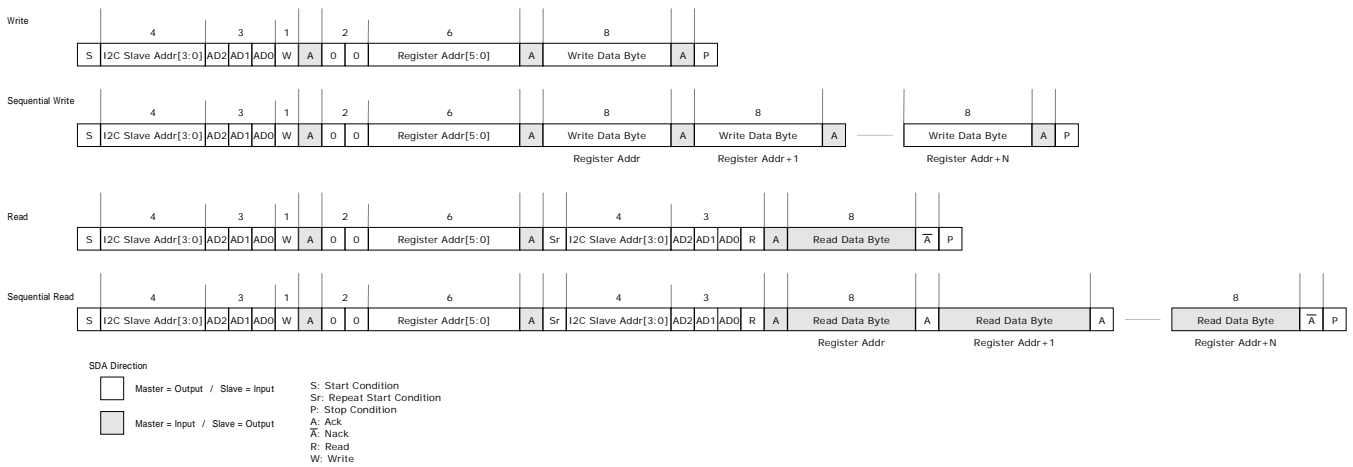 Write
4 3 1 2 6 8
S I2C Slave Addr[3:0] AD2 AD1 AD0 W A 0 0 Register Addr[5:0] A Write Data Byte A P
Sequential Write
4 3 1 2 6 8 8 8
S I2C Slave Addr[3:0] AD2 AD1 AD0 W A 0 0 Register Addr[5:0] A Write Data Byte A Write Data Byte A Write Data Byte A P
Register Addr Register Addr+1 Register Addr+N
Read
4 3 1 2 6 4 3 8
S I2C Slave Addr[3:0] AD2 AD1 AD0 W A 0 0 Register Addr[5:0] A Sr I2C Slave Addr[3:0] AD2 AD1 AD0 R A Read Data Byte A̅ P
4 3 1 2 6 4 3 8 8
Sequential Read
S I2C Slave Addr[3:0] AD2 AD1 AD0 W A 0 0 Register Addr[5:0] A Sr I2C Slave Addr[3:0] AD2 AD1 AD0 R A Read Data Byte A Read Data Byte A Read Data Byte A̅ P
Register Addr Register Addr+1 Register Addr+N
SDA Direction
Master = Output / Slave = Input
Master = Input / Slave = Output
S: Start Condition
Sr: Repeat Start Condition
P: Stop Condition
A: Ack
A̅: Nack
R: Read
W: Write